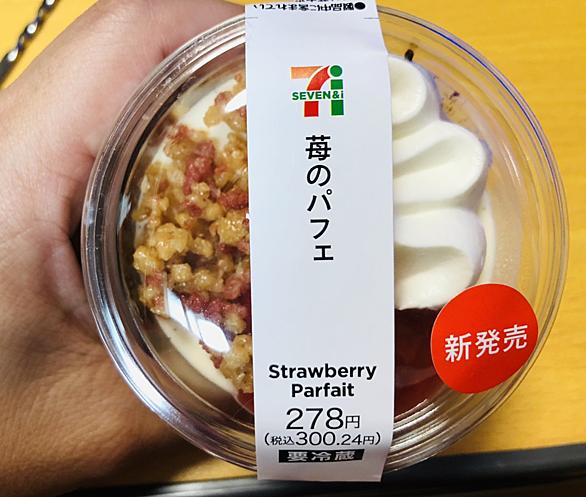 SEVEN&i
苺のパフェ
新発売
Strawberry
Parfait
278円
(税込300.24円)
要冷蔵